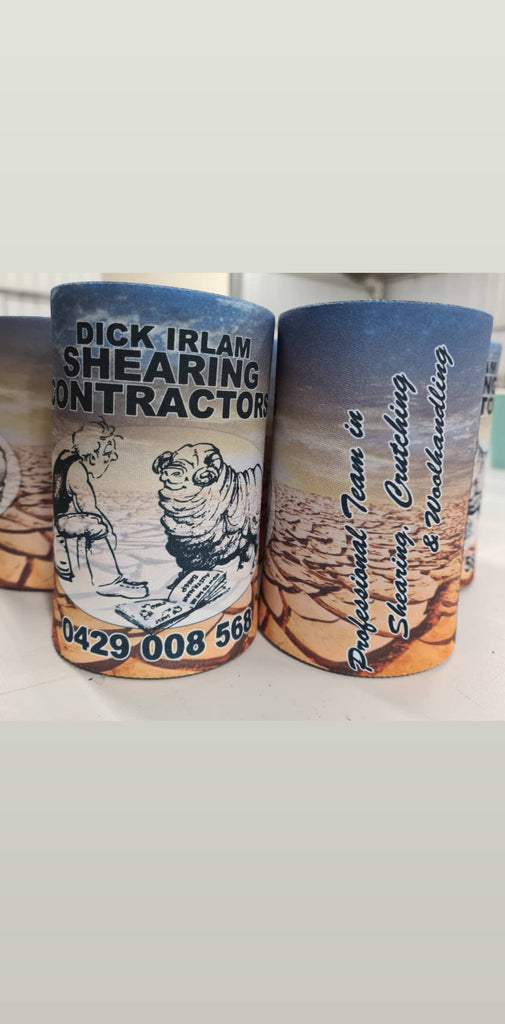 DICK IRLAM
SHEARING
CONTRACTORS
0429 008 568
Professional Team in
Shearing, Crutching
& Woolhandling